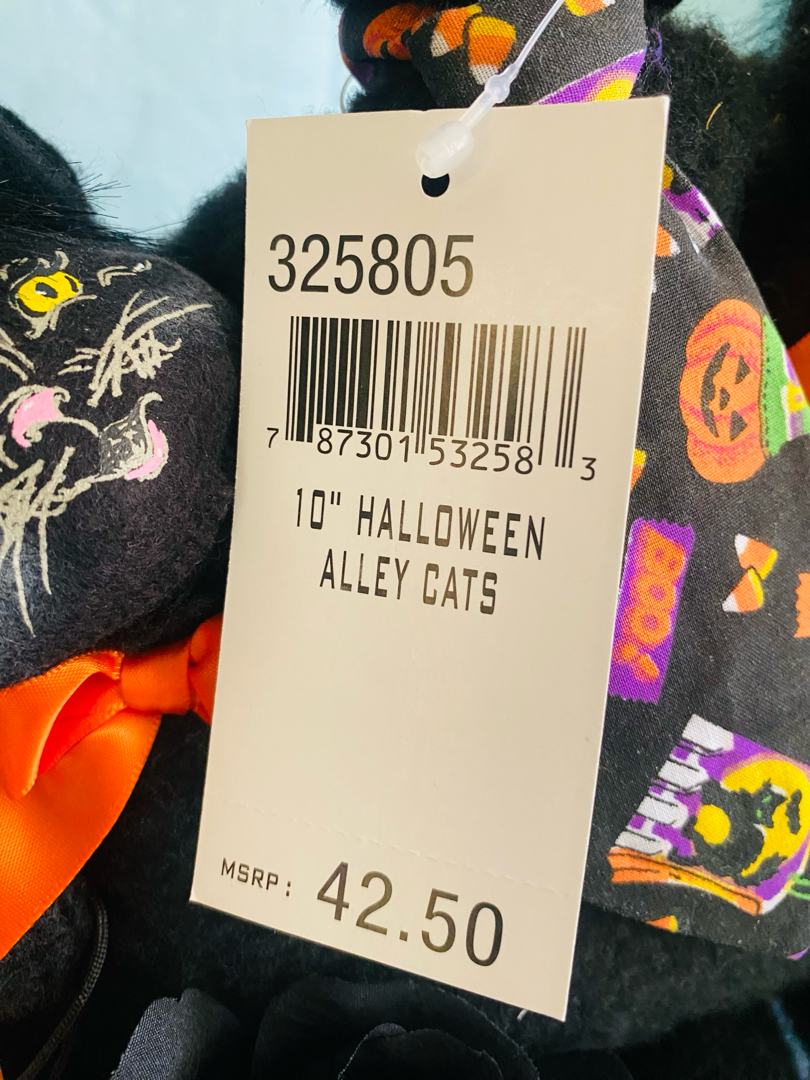 325805
7 87301 53258 3
10" HALLOWEEN
ALLEY CATS
MSRP: 42.50
BOO!